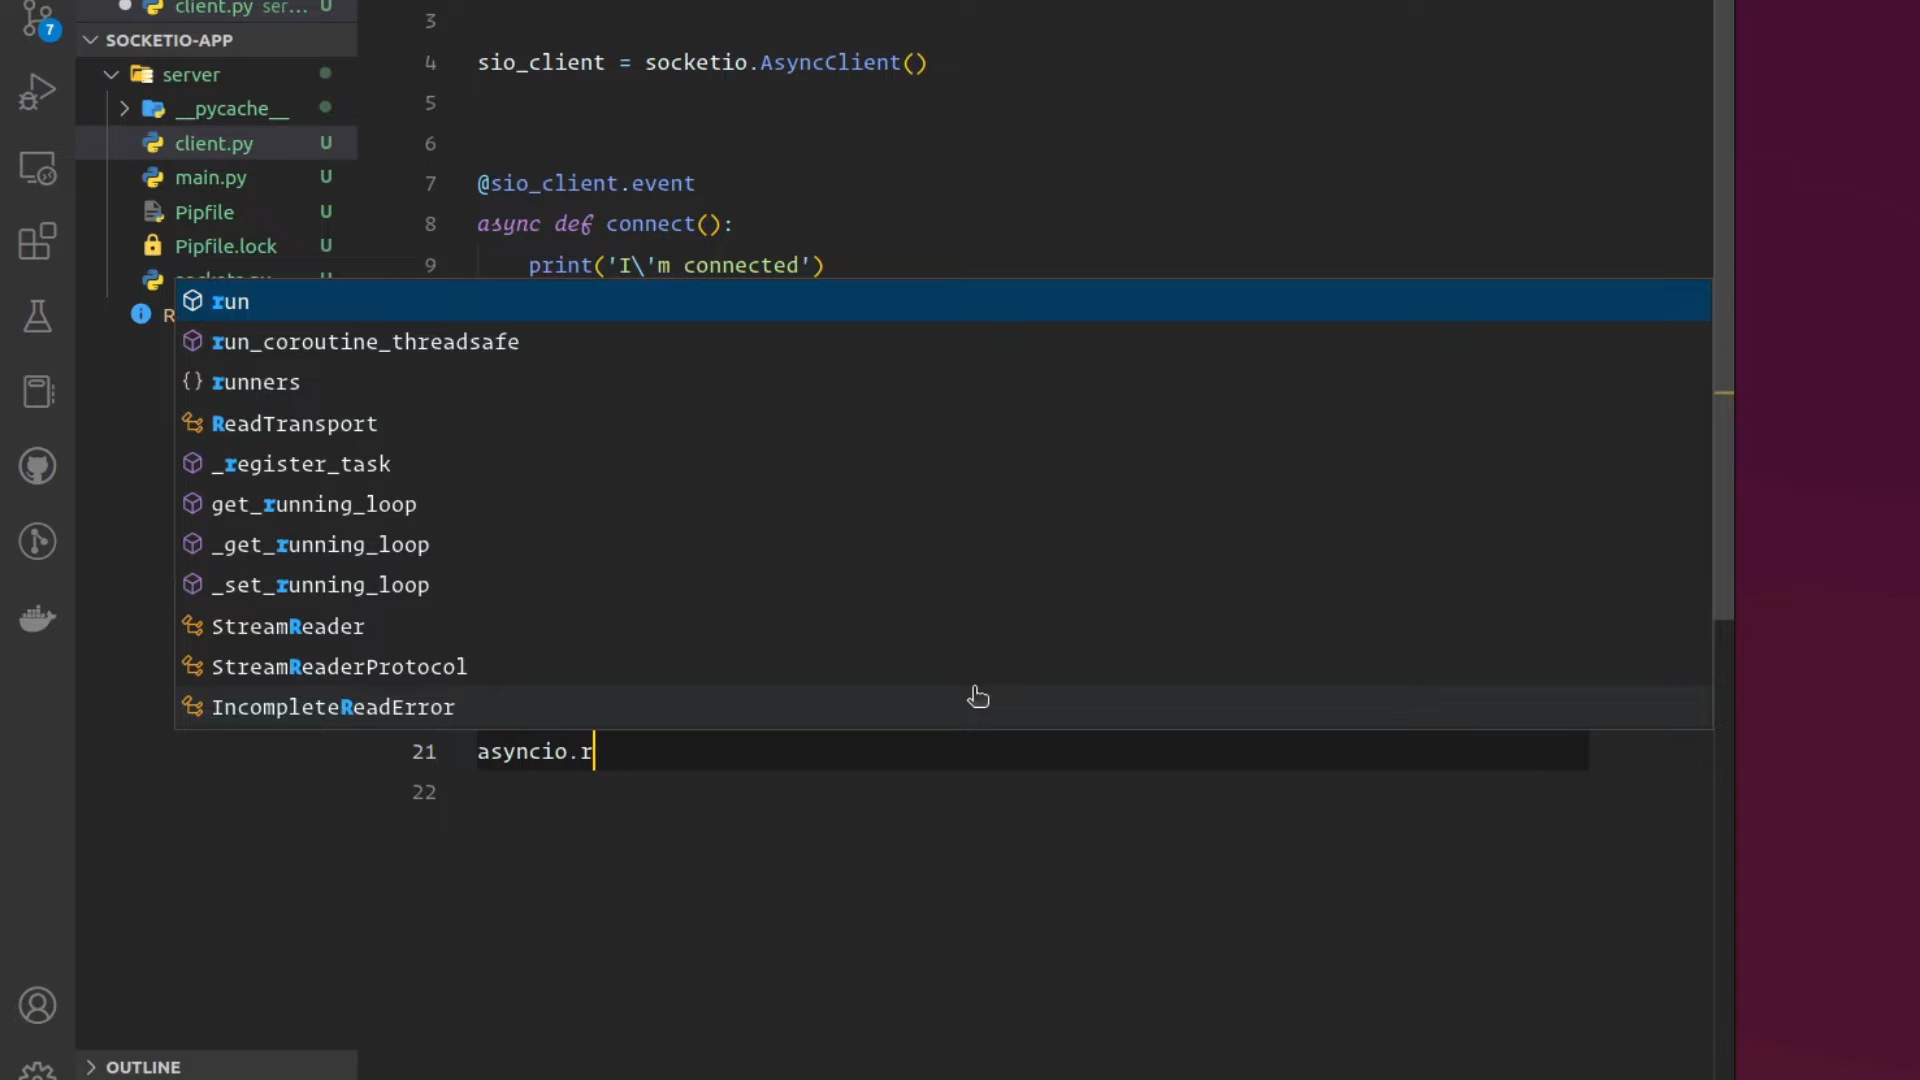 client.py ser... U
7
SOCKETIO-APP
server
__pycache__
client.py U
main.py U
Pipfile U
Pipfile.lock U
R
3
4 sio_client = socketio.AsyncClient()
5
6
7 @sio_client.event
8 async def connect():
9 print('I\'m connected')
run
run_coroutine_threadsafe
{} runners
ReadTransport
_register_task
get_running_loop
_get_running_loop
_set_running_loop
StreamReader
StreamReaderProtocol
IncompleteReadError
21 asyncio.r
22
OUTLINE